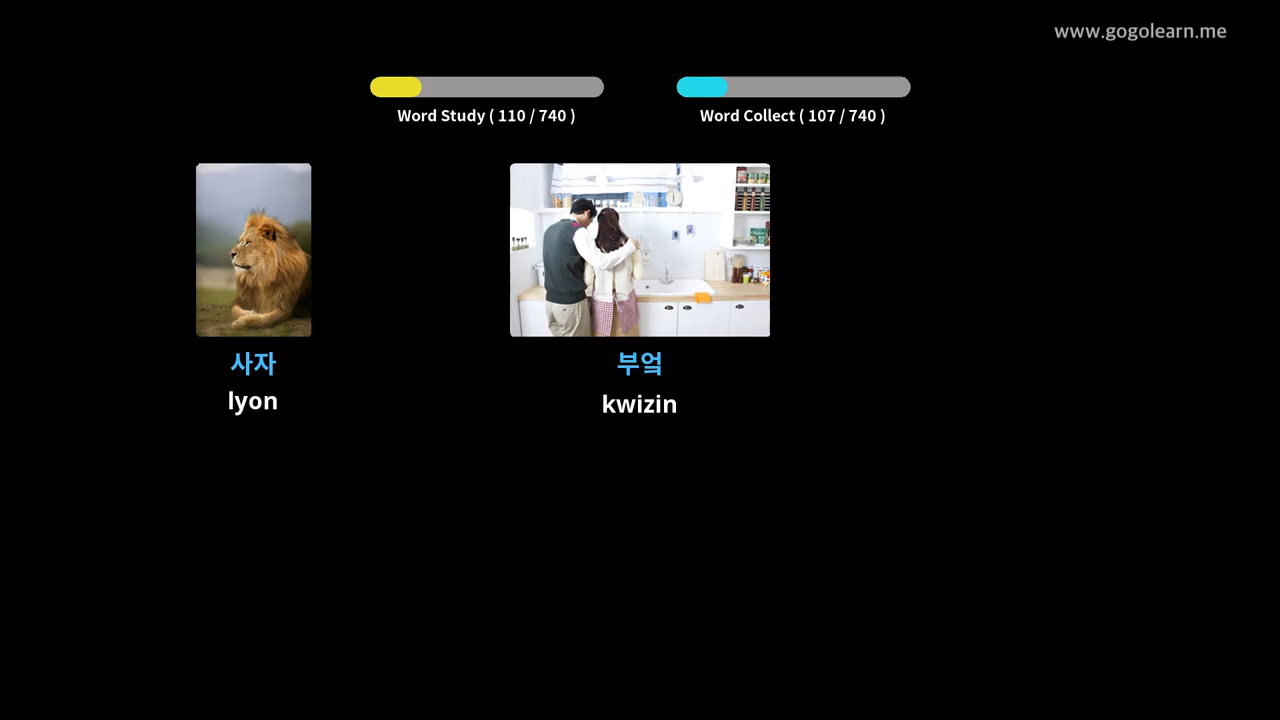 www.gogolearn.me
Word Study ( 110 / 740 )
Word Collect ( 107 / 740 )
사자
lyon
부엌
kwizin